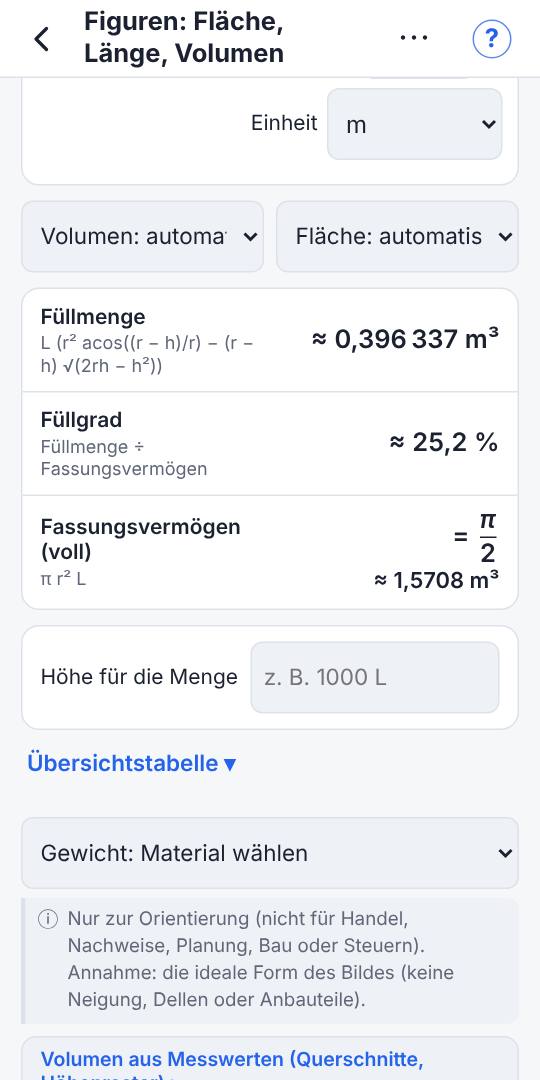 Figuren: Fläche,
Länge, Volumen
...
?
Einheit
m
Volumen: automa
Fläche: automatis
Füllmenge
L (r² acos((r − h)/r) − (r −
h) √(2rh − h²))
≈ 0,396 337 m³
Füllgrad
Füllmenge ÷
Fassungsvermögen
≈ 25,2 %
Fassungsvermögen
(voll)
π r² L
= π/2
≈ 1,5708 m³
Höhe für die Menge
z. B. 1000 L
Übersichtstabelle ▾
Gewicht: Material wählen
ⓘ Nur zur Orientierung (nicht für Handel,
Nachweise, Planung, Bau oder Steuern).
Annahme: die ideale Form des Bildes (keine
Neigung, Dellen oder Anbauteile).
Volumen aus Messwerten (Querschnitte,